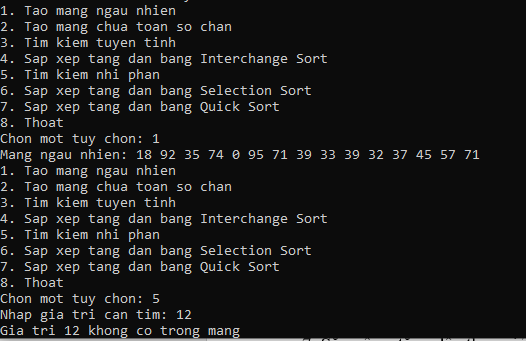 1. Tao mang ngau nhien
2. Tao mang chua toan so chan
3. Tim kiem tuyen tinh
4. Sap xep tang dan bang Interchange Sort
5. Tim kiem nhi phan
6. Sap xep tang dan bang Selection Sort
7. Sap xep tang dan bang Quick Sort
8. Thoat
Chon mot tuy chon: 1
Mang ngau nhien: 18 92 35 74 0 95 71 39 33 39 32 37 45 57 71
1. Tao mang ngau nhien
2. Tao mang chua toan so chan
3. Tim kiem tuyen tinh
4. Sap xep tang dan bang Interchange Sort
5. Tim kiem nhi phan
6. Sap xep tang dan bang Selection Sort
7. Sap xep tang dan bang Quick Sort
8. Thoat
Chon mot tuy chon: 5
Nhap gia tri can tim: 12
Gia tri 12 khong co trong mang